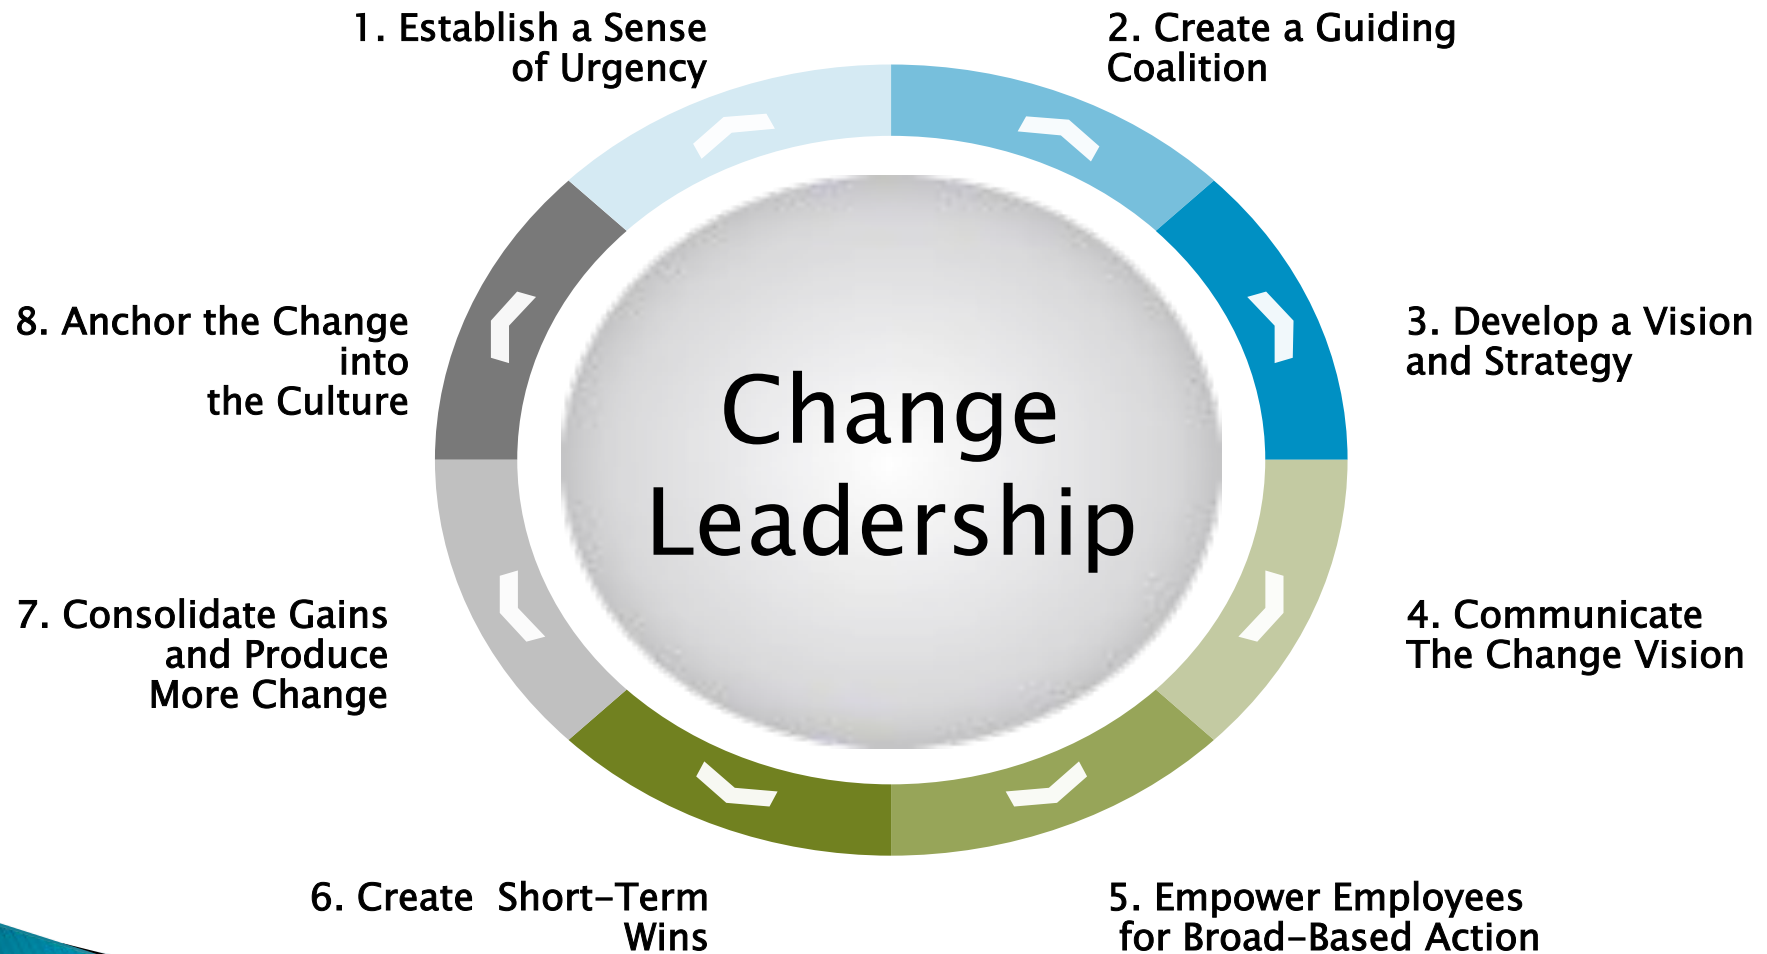 1. Establish a Sense
of Urgency
2. Create a Guiding
Coalition
3. Develop a Vision
and Strategy
4. Communicate
The Change Vision
5. Empower Employees
for Broad-Based Action
6. Create  Short-Term
Wins
7. Consolidate Gains
and Produce
More Change
8. Anchor the Change
into
the Culture
Change
Leadership